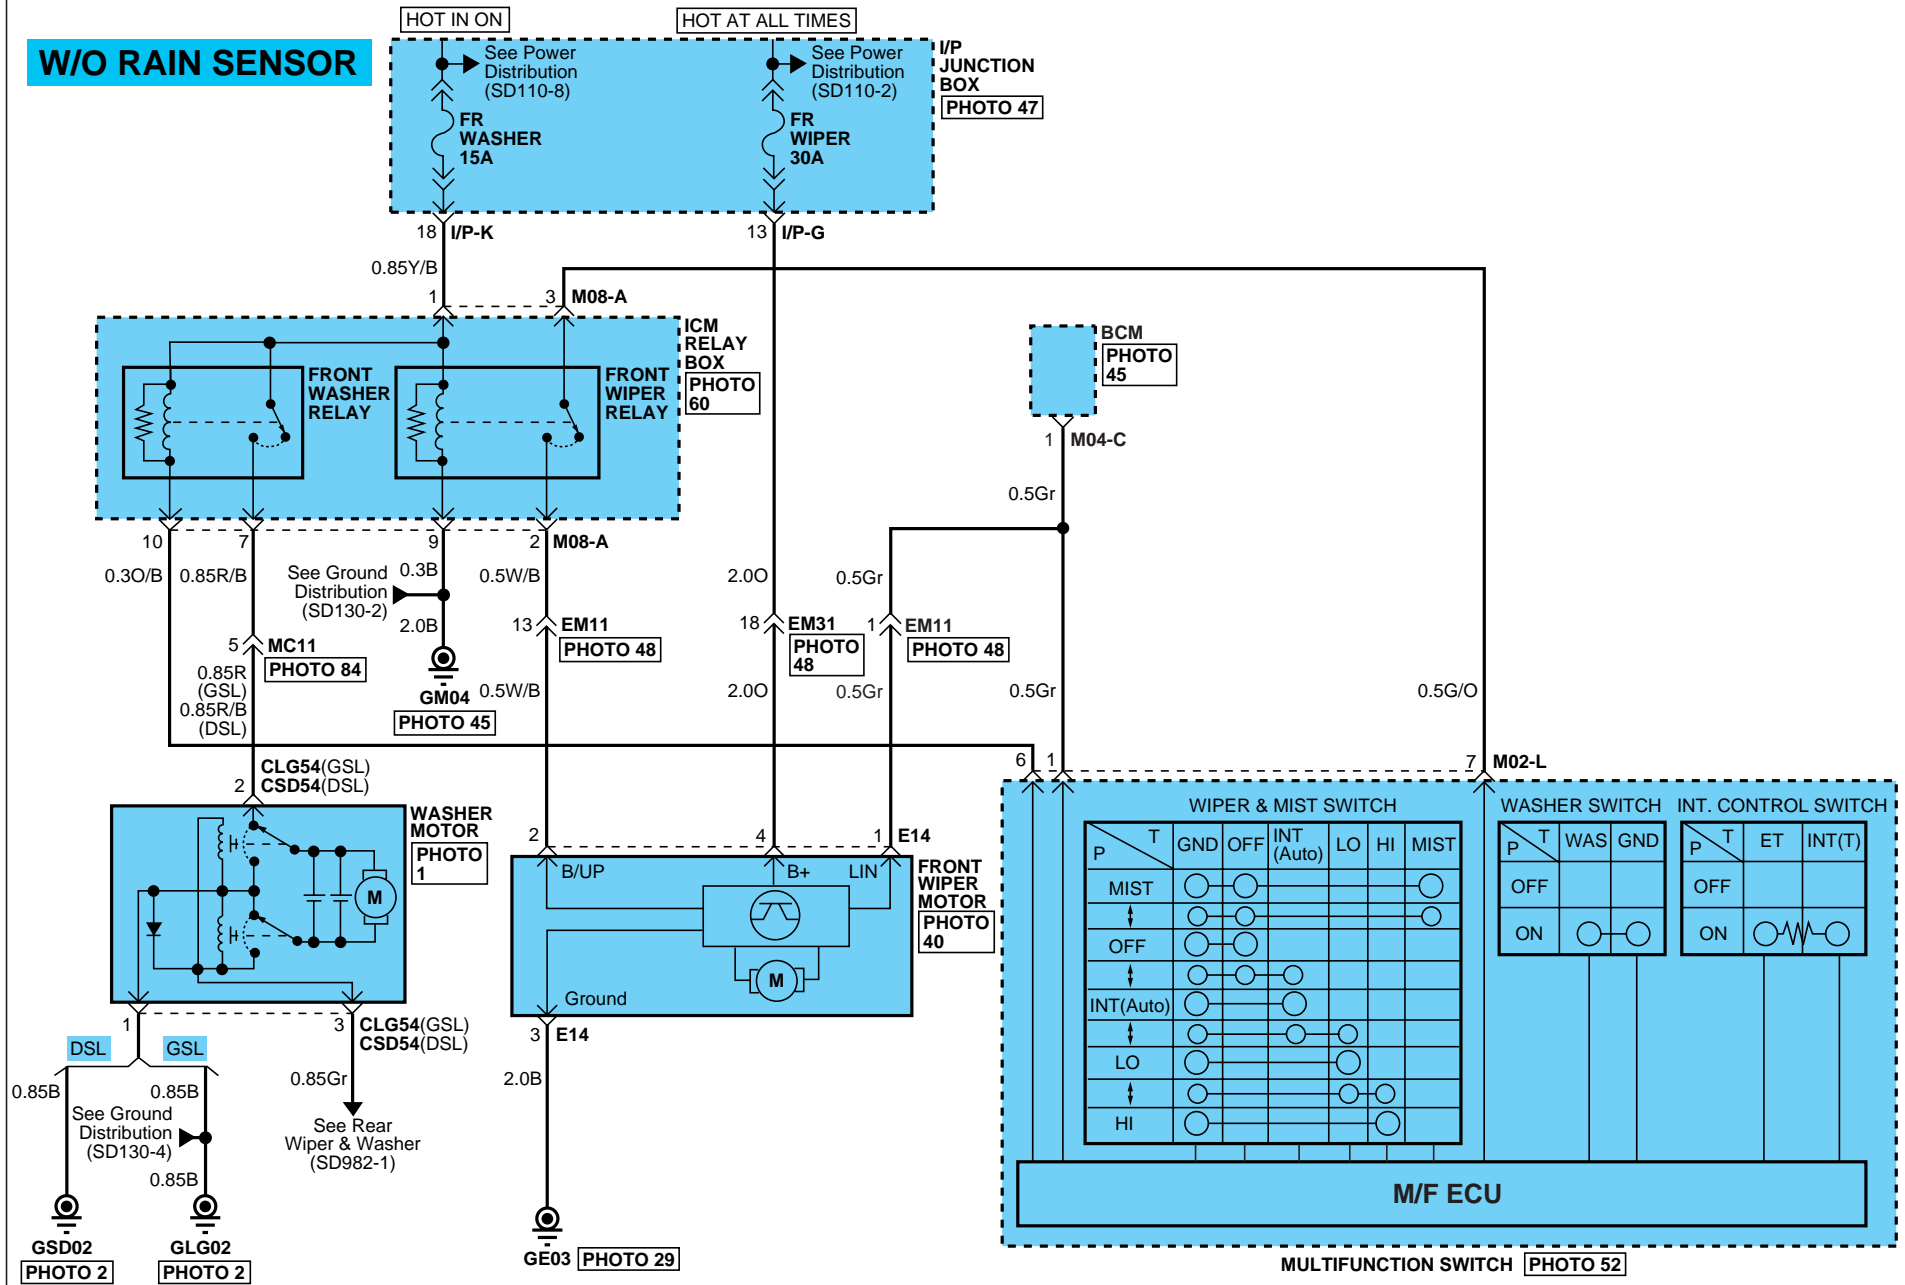 HOT IN ON
HOT AT ALL TIMES
W/O RAIN SENSOR
See Power
Distribution
(SD110-8)
FR
WASHER
15A
See Power
Distribution
(SD110-2)
FR
WIPER
30A
I/P
JUNCTION
BOX
PHOTO 47
18 I/P-K
13 I/P-G
0.85Y/B
1
3 M08-A
ICM
RELAY
BOX
PHOTO
60
FRONT
WASHER
RELAY
FRONT
WIPER
RELAY
BCM
PHOTO
45
1 M04-C
0.5Gr
10
7
9
2 M08-A
0.3O/B
0.85R/B
See Ground
Distribution
(SD130-2)
0.3B
2.0B
0.5W/B
2.0O
0.5Gr
5 MC11
PHOTO 84
13 EM11
PHOTO 48
18 EM31
PHOTO
48
1 EM11
PHOTO 48
0.85R
(GSL)
0.85R/B
(DSL)
GM04
PHOTO 45
0.5W/B
2.0O
0.5Gr
0.5Gr
0.5G/O
CLG54(GSL)
2 CSD54(DSL)
6
1
7 M02-L
WASHER
MOTOR
PHOTO
1
M
2
4
1 E14
B/UP
B+
LIN
FRONT
WIPER
MOTOR
PHOTO
40
M
Ground
3 E14
2.0B
GE03 PHOTO 29
1
3 CLG54(GSL)
CSD54(DSL)
DSL
GSL
0.85B
0.85B
0.85Gr
See Ground
Distribution
(SD130-4)
See Rear
Wiper & Washer
(SD982-1)
0.85B
GSD02
PHOTO 2
GLG02
PHOTO 2
WIPER & MIST SWITCH
T
P
GND OFF INT (Auto) LO HI MIST
MIST
OFF
INT(Auto)
LO
HI
WASHER SWITCH
T
P
WAS GND
OFF
ON
INT. CONTROL SWITCH
T
P
ET INT(T)
OFF
ON
M/F ECU
MULTIFUNCTION SWITCH PHOTO 52